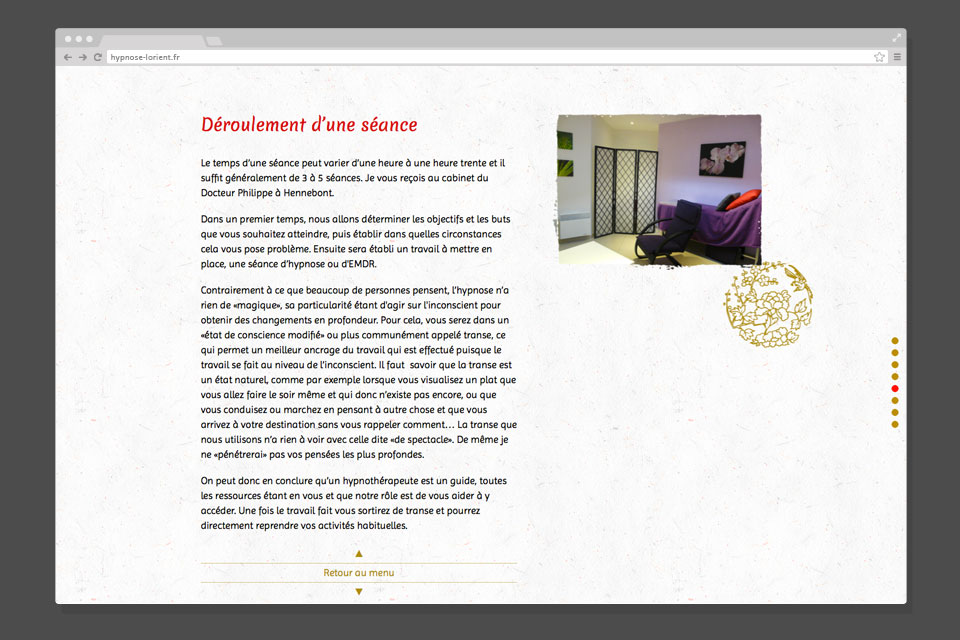 hypnose-lorient.fr
Déroulement d'une séance
Le temps d'une séance peut varier d'une heure à une heure trente et il
suffit généralement de 3 à 5 séances. Je vous reçois au cabinet du
Docteur Philippe à Hennebont.
Dans un premier temps, nous allons déterminer les objectifs et les buts
que vous souhaitez atteindre, puis établir dans quelles circonstances
cela vous pose problème. Ensuite sera établi un travail à mettre en
place, une séance d'hypnose ou d'EMDR.
Contrairement à ce que beaucoup de personnes pensent, l'hypnose n'a
rien de «magique», sa particularité étant d'agir sur l'inconscient pour
obtenir des changements en profondeur. Pour cela, vous serez dans un
«état de conscience modifié» ou plus communément appelé transe, ce
qui permet un meilleur ancrage du travail qui est effectué puisque le
travail se fait au niveau de l'inconscient. Il faut  savoir que la transe est
un état naturel, comme par exemple lorsque vous visualisez un plat que
vous allez faire le soir même et qui donc n'existe pas encore, ou que
vous conduisez ou marchez en pensant à autre chose et que vous
arrivez à votre destination sans vous rappeler comment... La transe que
nous utilisons n'a rien à voir avec celle dite «de spectacle». De même je
ne «pénétrerai» pas vos pensées les plus profondes.
On peut donc en conclure qu'un hypnothérapeute est un guide, toutes
les ressources étant en vous et que notre rôle est de vous aider à y
accéder. Une fois le travail fait vous sortirez de transe et pourrez
directement reprendre vos activités habituelles.
Retour au menu